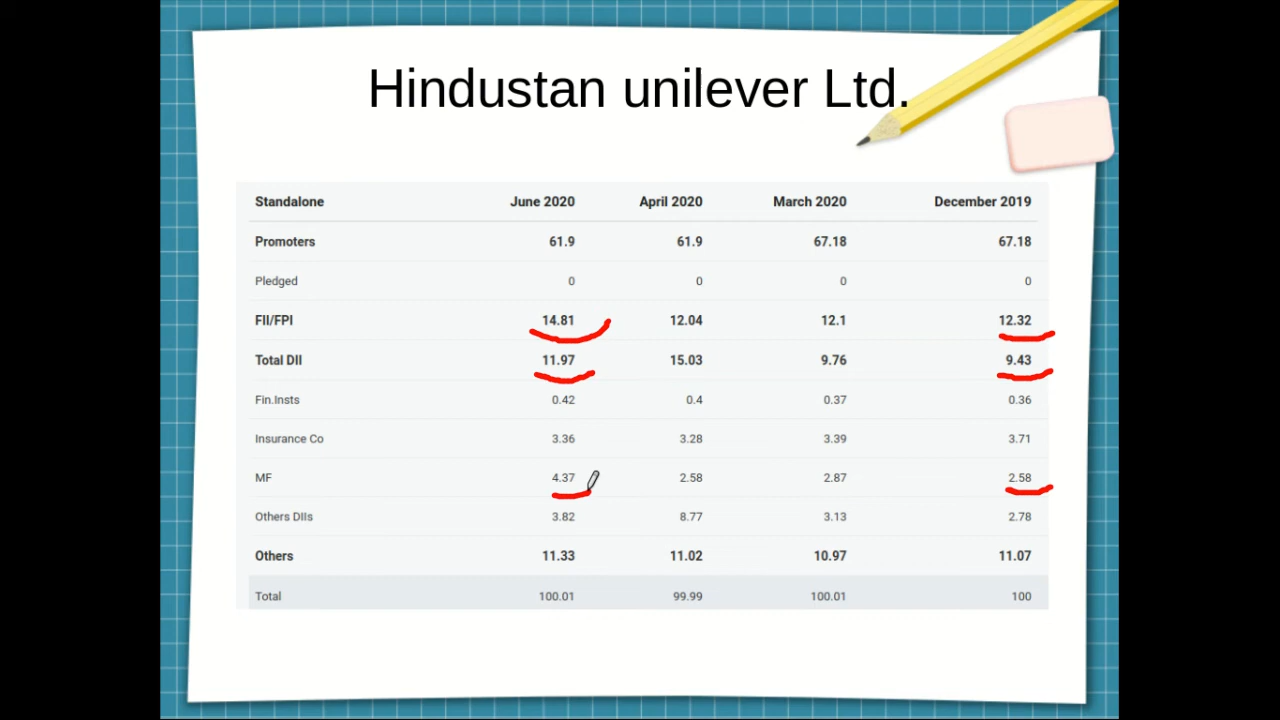 Hindustan unilever Ltd.
Standalone June 2020 April 2020 March 2020 December 2019
Promoters 61.9 61.9 67.18 67.18
Pledged 0 0 0 0
FII/FPI 14.81 12.04 12.1 12.32
Total DII 11.97 15.03 9.76 9.43
Fin.Insts 0.42 0.4 0.37 0.36
Insurance Co 3.36 3.28 3.39 3.71
MF 4.37 2.58 2.87 2.58
Others DIIs 3.82 8.77 3.13 2.78
Others 11.33 11.02 10.97 11.07
Total 100.01 99.99 100.01 100